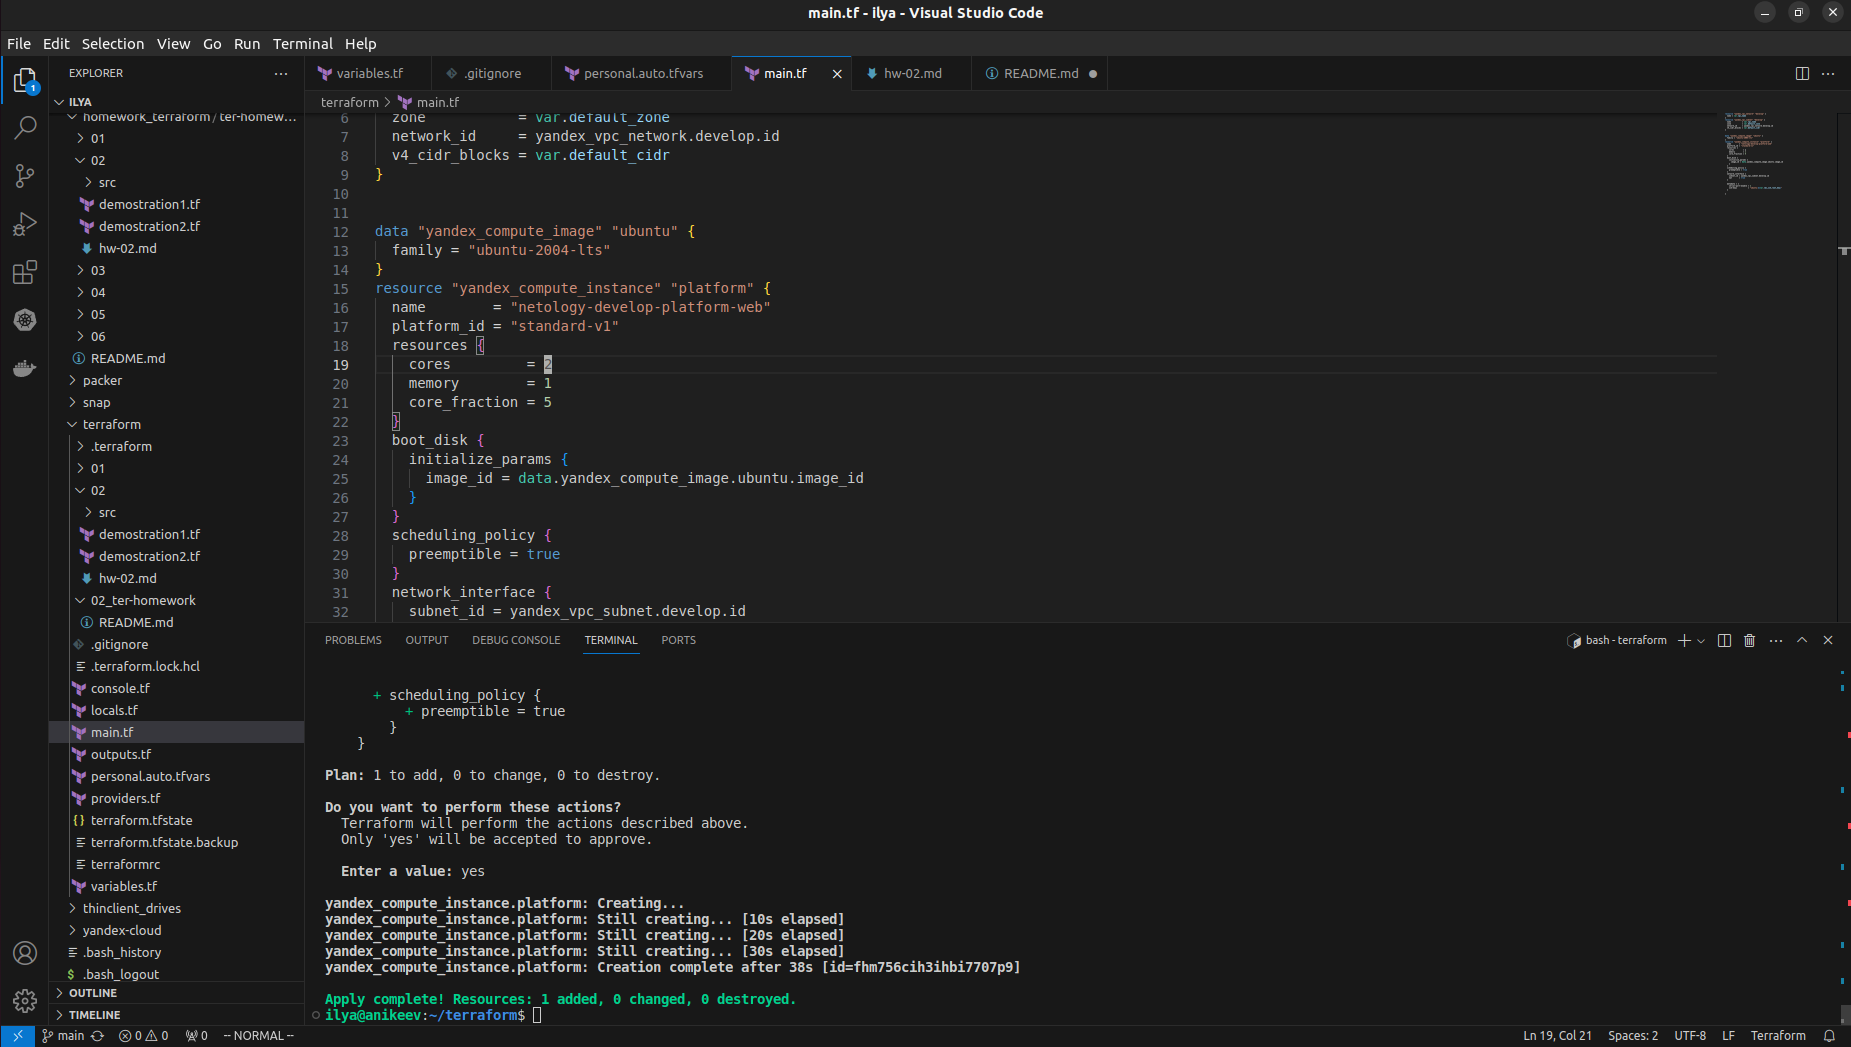 main.tf - ilya - Visual Studio Code
File Edit Selection View Go Run Terminal Help
EXPLORER
1
ILYA
homework_terraform / ter-homew...
01
02
src
demostration1.tf
demostration2.tf
hw-02.md
03
04
05
06
README.md
packer
snap
terraform
.terraform
01
02
src
demostration1.tf
demostration2.tf
hw-02.md
02_ter-homework
README.md
.gitignore
.terraform.lock.hcl
console.tf
locals.tf
main.tf
outputs.tf
personal.auto.tfvars
providers.tf
terraform.tfstate
terraform.tfstate.backup
terraformrc
variables.tf
thinclient_drives
yandex-cloud
.bash_history
.bash_logout
OUTLINE
TIMELINE
variables.tf .gitignore personal.auto.tfvars main.tf hw-02.md README.md
terraform > main.tf
6 zone = var.default_zone
7 network_id = yandex_vpc_network.develop.id
8 v4_cidr_blocks = var.default_cidr
9 }
10
11
12 data "yandex_compute_image" "ubuntu" {
13 family = "ubuntu-2004-lts"
14 }
15 resource "yandex_compute_instance" "platform" {
16 name = "netology-develop-platform-web"
17 platform_id = "standard-v1"
18 resources {
19 cores = 2
20 memory = 1
21 core_fraction = 5
22 }
23 boot_disk {
24 initialize_params {
25 image_id = data.yandex_compute_image.ubuntu.image_id
26 }
27 }
28 scheduling_policy {
29 preemptible = true
30 }
31 network_interface {
32 subnet_id = yandex_vpc_subnet.develop.id
PROBLEMS OUTPUT DEBUG CONSOLE TERMINAL PORTS
bash - terraform
+ scheduling_policy {
+ preemptible = true
}
}
Plan: 1 to add, 0 to change, 0 to destroy.
Do you want to perform these actions?
Terraform will perform the actions described above.
Only 'yes' will be accepted to approve.
Enter a value: yes
yandex_compute_instance.platform: Creating...
yandex_compute_instance.platform: Still creating... [10s elapsed]
yandex_compute_instance.platform: Still creating... [20s elapsed]
yandex_compute_instance.platform: Still creating... [30s elapsed]
yandex_compute_instance.platform: Creation complete after 38s [id=fhm756cih3ihbi7707p9]
Apply complete! Resources: 1 added, 0 changed, 0 destroyed.
ilya@anikeev:~/terraform$
main 0 0 0 -- NORMAL -- Ln 19, Col 21 Spaces: 2 UTF-8 LF Terraform